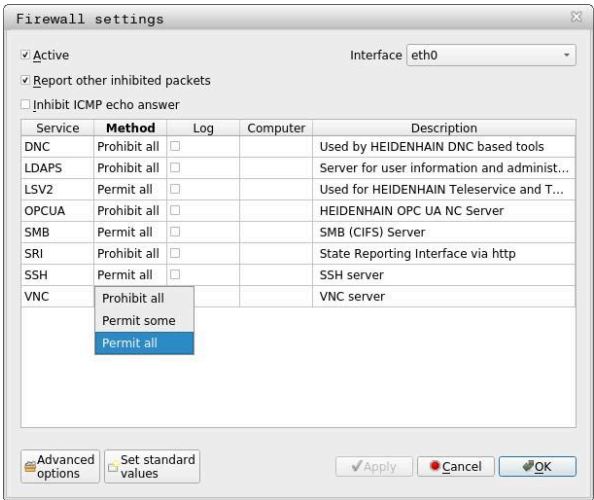 Firewall settings
Active
Interface eth0
Report other inhibited packets
Inhibit ICMP echo answer
Service Method Log Computer Description
DNC Prohibit all Used by HEIDENHAIN DNC based tools
LDAPS Prohibit all Server for user information and administ...
LSV2 Permit all Used for HEIDENHAIN Teleservice and T...
OPCUA Prohibit all HEIDENHAIN OPC UA NC Server
SMB Permit all SMB (CIFS) Server
SRI Prohibit all State Reporting Interface via http
SSH Permit all SSH server
VNC Prohibit all VNC server
Permit some
Permit all
Advanced options
Set standard values
Apply
Cancel
OK